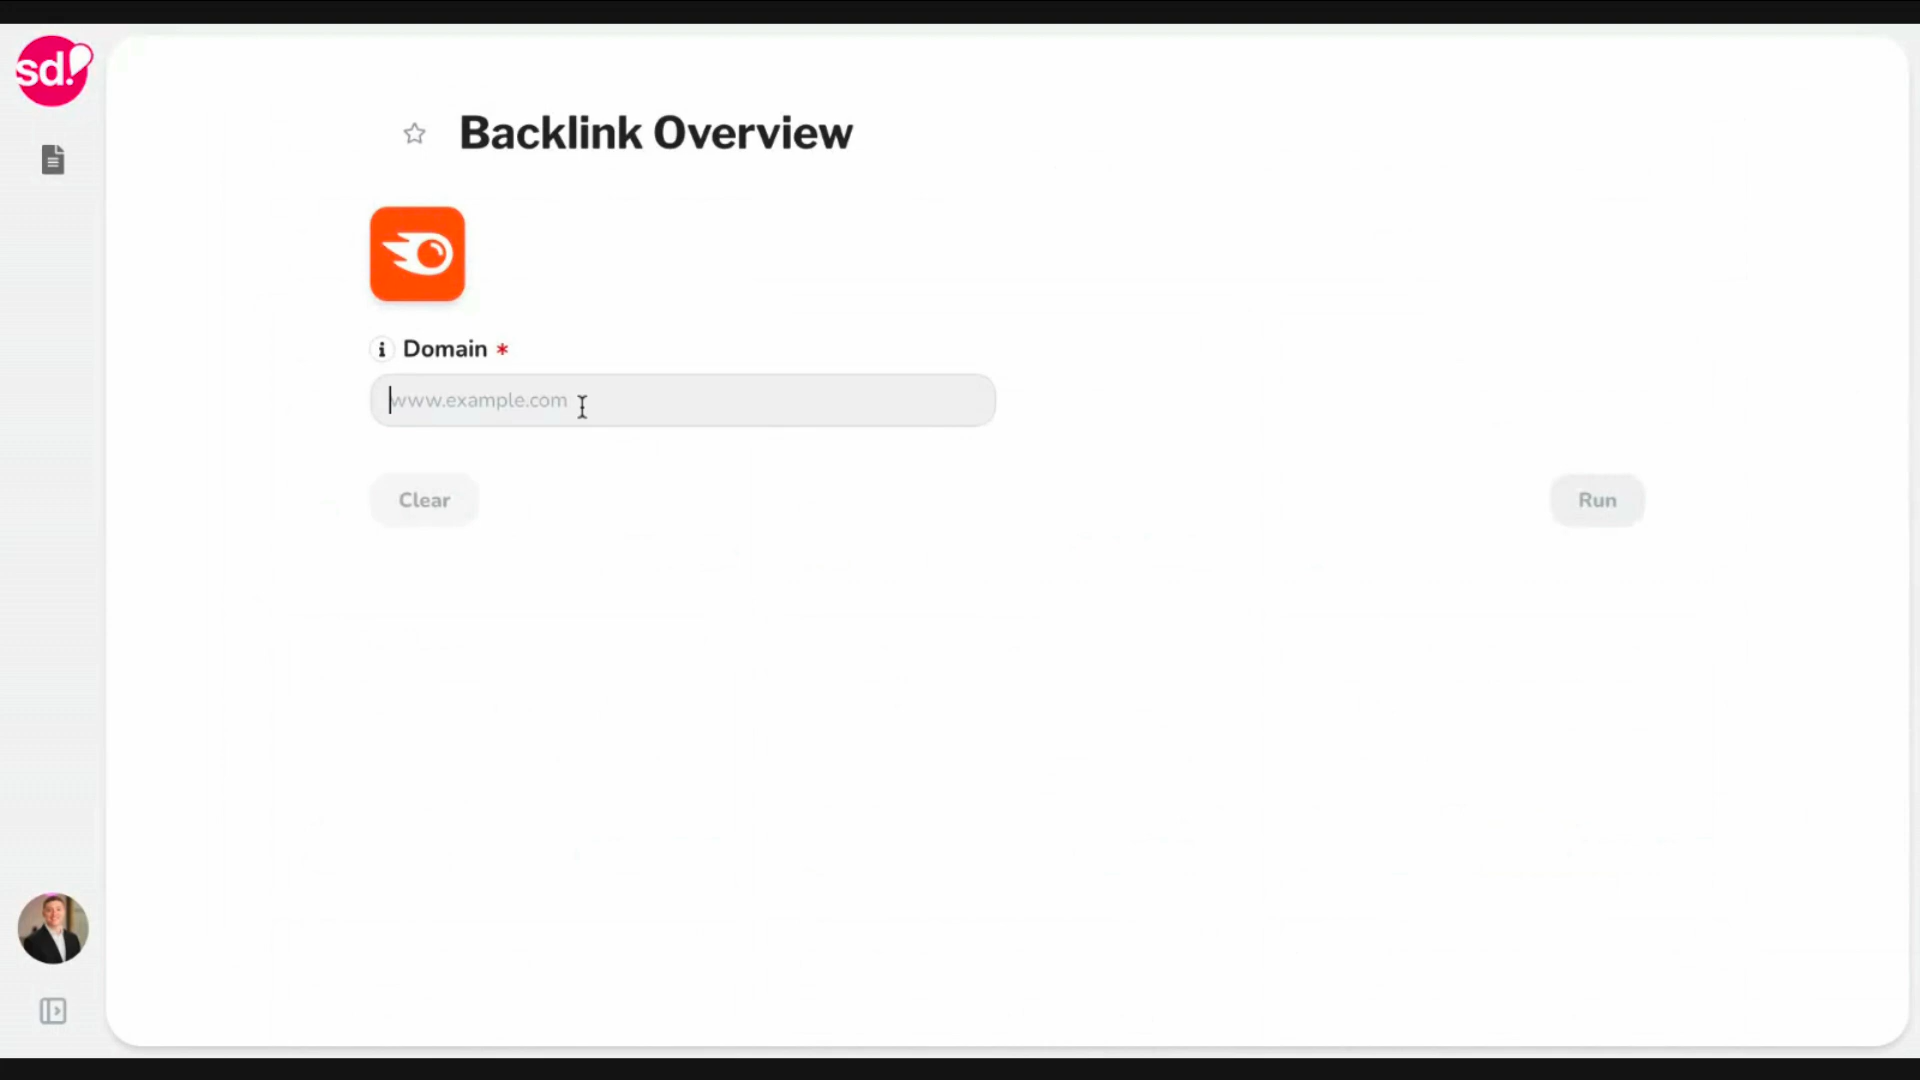 sd!
Backlink Overview
i Domain *
www.example.com
Clear
Run